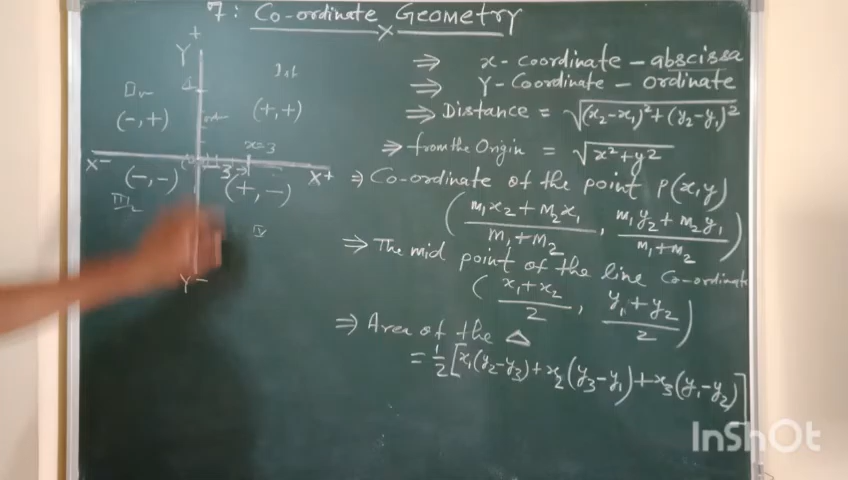 7: Co-ordinate Geometry
x
+
Y
Ist
(-, +)
(+, +)
x=3
X-
3
X+
(-, -)
(+, -)
III
IV
Y-
⇒ x-coordinate - abscissa
⇒ Y-Coordinate - ordinate
⇒ Distance = √(x₂-x₁)²+(y₂-y₁)²
⇒ from the Origin = √x²+y²
⇒ Co-ordinate of the point P(x,y)
(m₁x₂+m₂x₁/m₁+m₂, m₁y₂+m₂y₁/m₁+m₂)
⇒ The mid point of the line Co-ordinate
(x₁+x₂/2, y₁+y₂/2)
⇒ Area of the △
= 1/2[x₁(y₂-y₃)+x₂(y₃-y₁)+x₃(y₁-y₂)]
InShOt